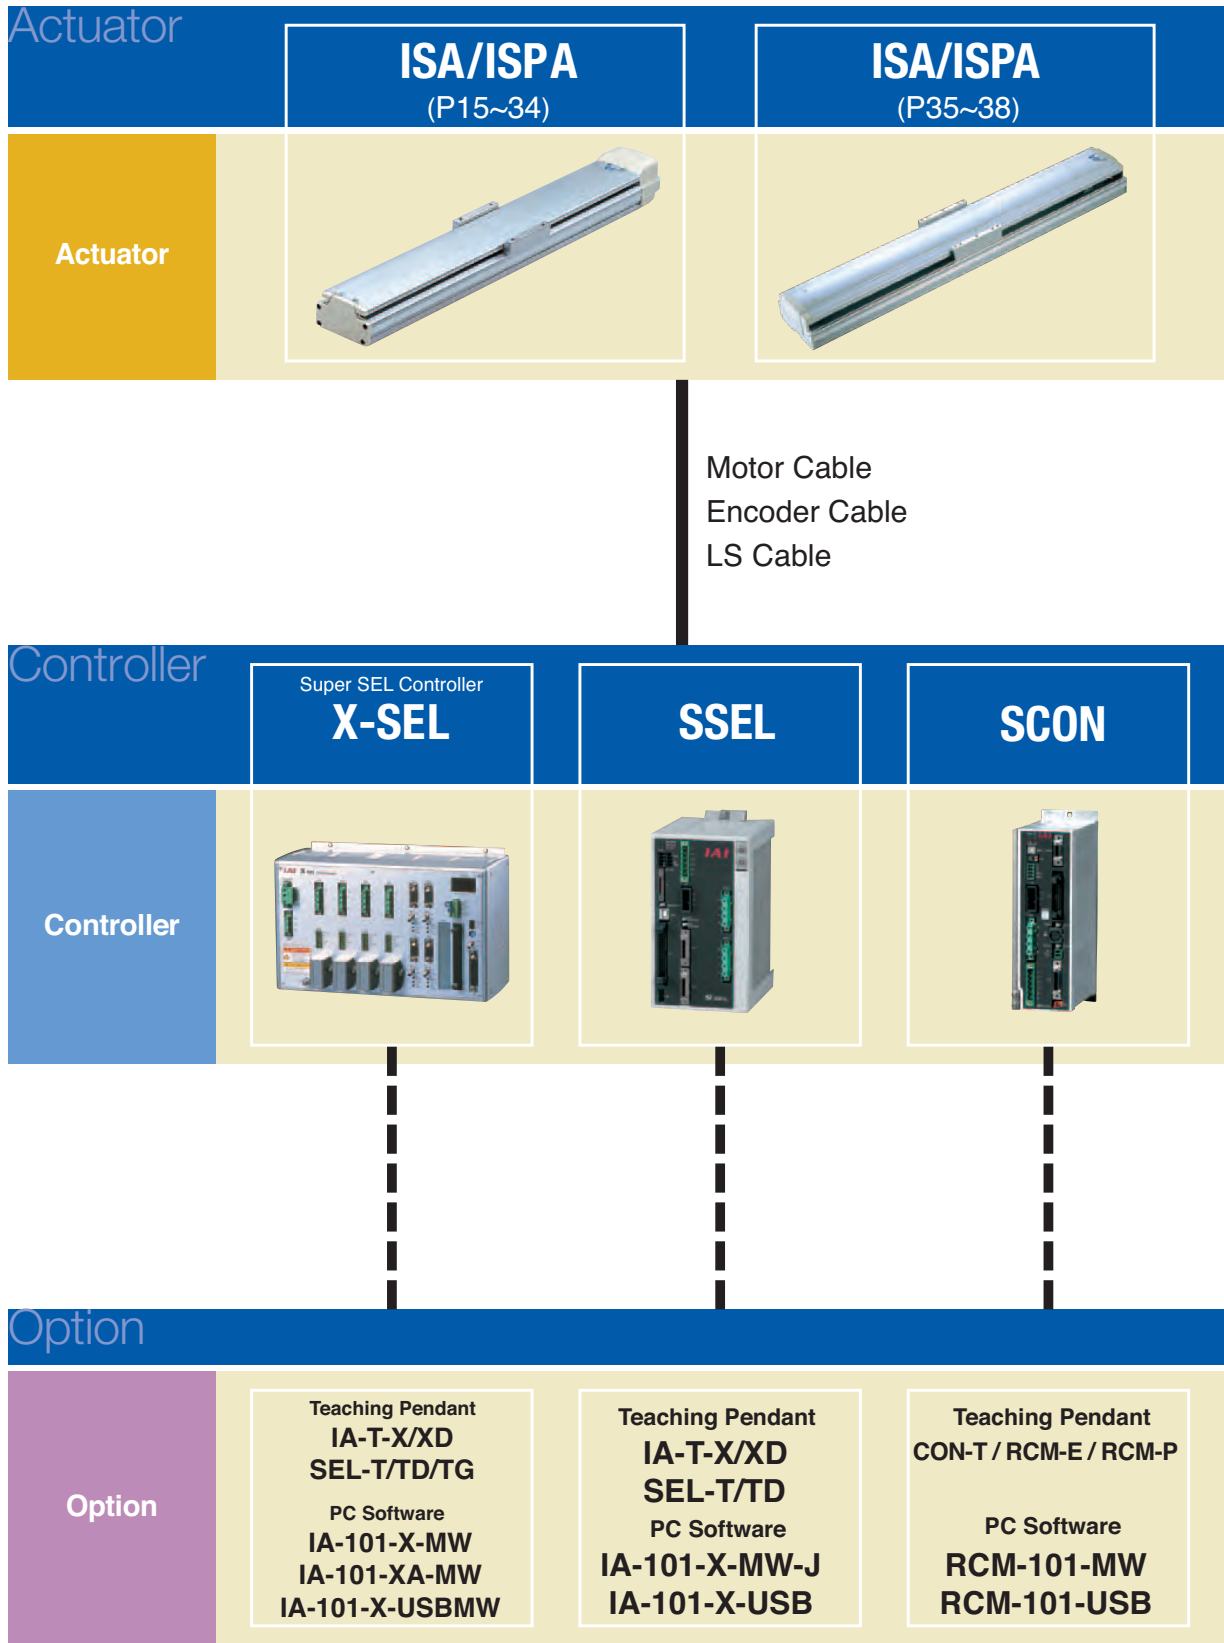 Actuator
ISA/ISPA
(P15~34)
ISA/ISPA
(P35~38)
Actuator
Motor Cable
Encoder Cable
LS Cable
Controller
Super SEL Controller
X-SEL
SSEL
SCON
Controller
IAI
Option
Option
Teaching Pendant
IA-T-X/XD
SEL-T/TD/TG
PC Software
IA-101-X-MW
IA-101-XA-MW
IA-101-X-USBMW
Teaching Pendant
IA-T-X/XD
SEL-T/TD
PC Software
IA-101-X-MW-J
IA-101-X-USB
Teaching Pendant
CON-T / RCM-E / RCM-P
PC Software
RCM-101-MW
RCM-101-USB